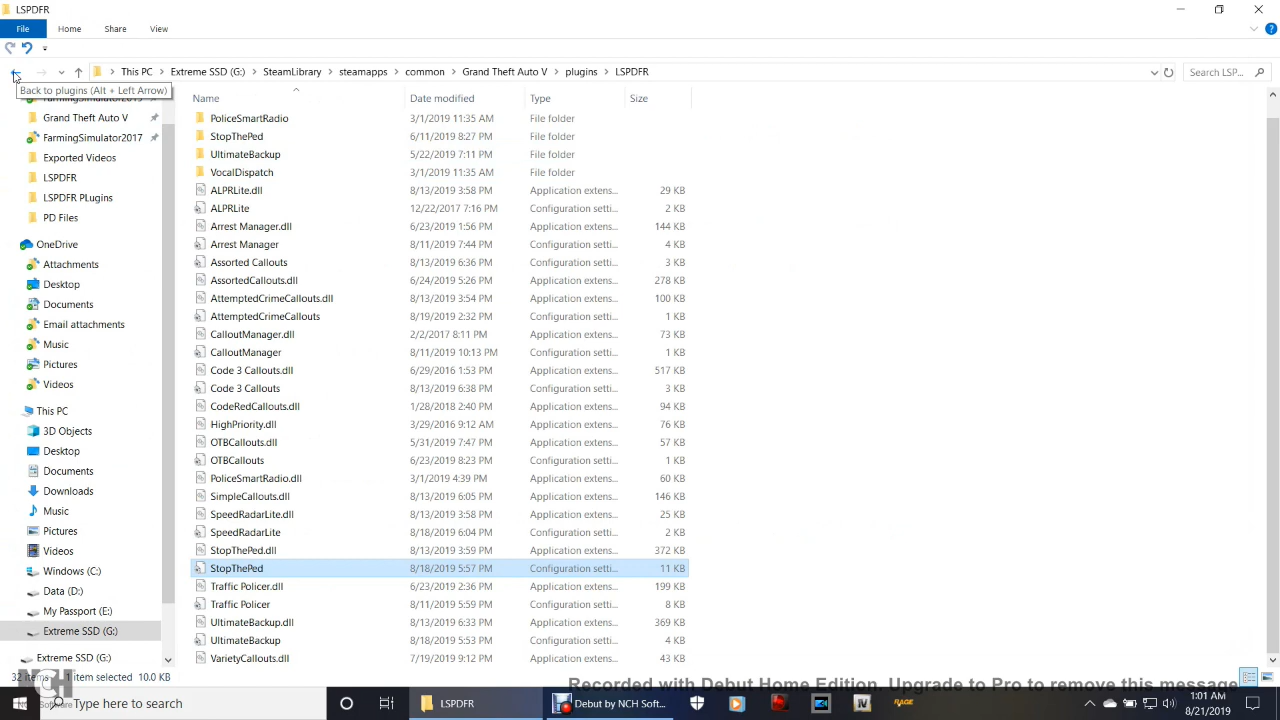 LSPDFR
File Home Share View
This PC Extreme SSD (G:) SteamLibrary steamapps common Grand Theft Auto V plugins LSPDFR Search LSP...
Back to plugins (Alt + Left Arrow)
Name Date modified Type Size
Grand Theft Auto V
FarmingSimulator2017
Exported Videos
LSPDFR
LSPDFR PLugins
PD Files
OneDrive
Attachments
Desktop
Documents
Email attachments
Music
Pictures
Videos
This PC
3D Objects
Desktop
Documents
Downloads
Music
Pictures
Videos
Windows (C:)
Data (D:)
My Passport (E:)
Extreme SSD (G:)
Extreme SSD (G:)
PoliceSmartRadio 3/1/2019 11:35 AM File folder
StopThePed 6/11/2019 8:27 PM File folder
UltimateBackup 5/22/2019 7:11 PM File folder
VocalDispatch 3/1/2019 11:35 AM File folder
ALPRLite.dll 8/13/2019 3:58 PM Application extens... 29 KB
ALPRLite 12/22/2017 7:16 PM Configuration setti... 2 KB
Arrest Manager.dll 6/23/2019 1:56 PM Application extens... 144 KB
Arrest Manager 8/11/2019 7:44 PM Configuration setti... 4 KB
Assorted Callouts 8/13/2019 6:36 PM Configuration setti... 3 KB
AssortedCallouts.dll 6/24/2019 5:26 PM Application extens... 278 KB
AttemptedCrimeCallouts.dll 8/13/2019 3:54 PM Application extens... 100 KB
AttemptedCrimeCallouts 8/19/2019 2:32 PM Configuration setti... 1 KB
CalloutManager.dll 2/2/2017 8:11 PM Application extens... 73 KB
CalloutManager 8/11/2019 10:13 PM Configuration setti... 1 KB
Code 3 Callouts.dll 6/29/2016 1:53 PM Application extens... 517 KB
Code 3 Callouts 8/13/2019 6:38 PM Configuration setti... 3 KB
CodeRedCallouts.dll 1/28/2018 2:40 PM Application extens... 94 KB
HighPriority.dll 3/29/2016 9:12 AM Application extens... 76 KB
OTBCallouts.dll 5/31/2019 7:47 PM Application extens... 57 KB
OTBCallouts 6/23/2019 8:23 PM Configuration setti... 1 KB
PoliceSmartRadio.dll 3/1/2019 4:39 PM Application extens... 60 KB
SimpleCallouts.dll 8/13/2019 6:05 PM Application extens... 146 KB
SpeedRadarLite.dll 8/13/2019 3:58 PM Application extens... 25 KB
SpeedRadarLite 8/18/2019 6:04 PM Configuration setti... 2 KB
StopThePed.dll 8/13/2019 3:59 PM Application extens... 372 KB
StopThePed 8/18/2019 5:57 PM Configuration setti... 11 KB
Traffic Policer.dll 6/23/2019 2:36 PM Application extens... 199 KB
Traffic Policer 8/11/2019 5:59 PM Configuration setti... 8 KB
UltimateBackup.dll 8/13/2019 6:33 PM Application extens... 369 KB
UltimateBackup 8/18/2019 5:53 PM Configuration setti... 4 KB
VarietyCallouts.dll 7/19/2019 9:12 PM Application extens... 43 KB
32 items 1 item selected 10.0 KB
Recorded with Debut Home Edition. Upgrade to Pro to remove this message
NCH Software
Type here to search LSPDFR Debut by NCH Soft... IV RAGE 1:01 AM
8/21/2019